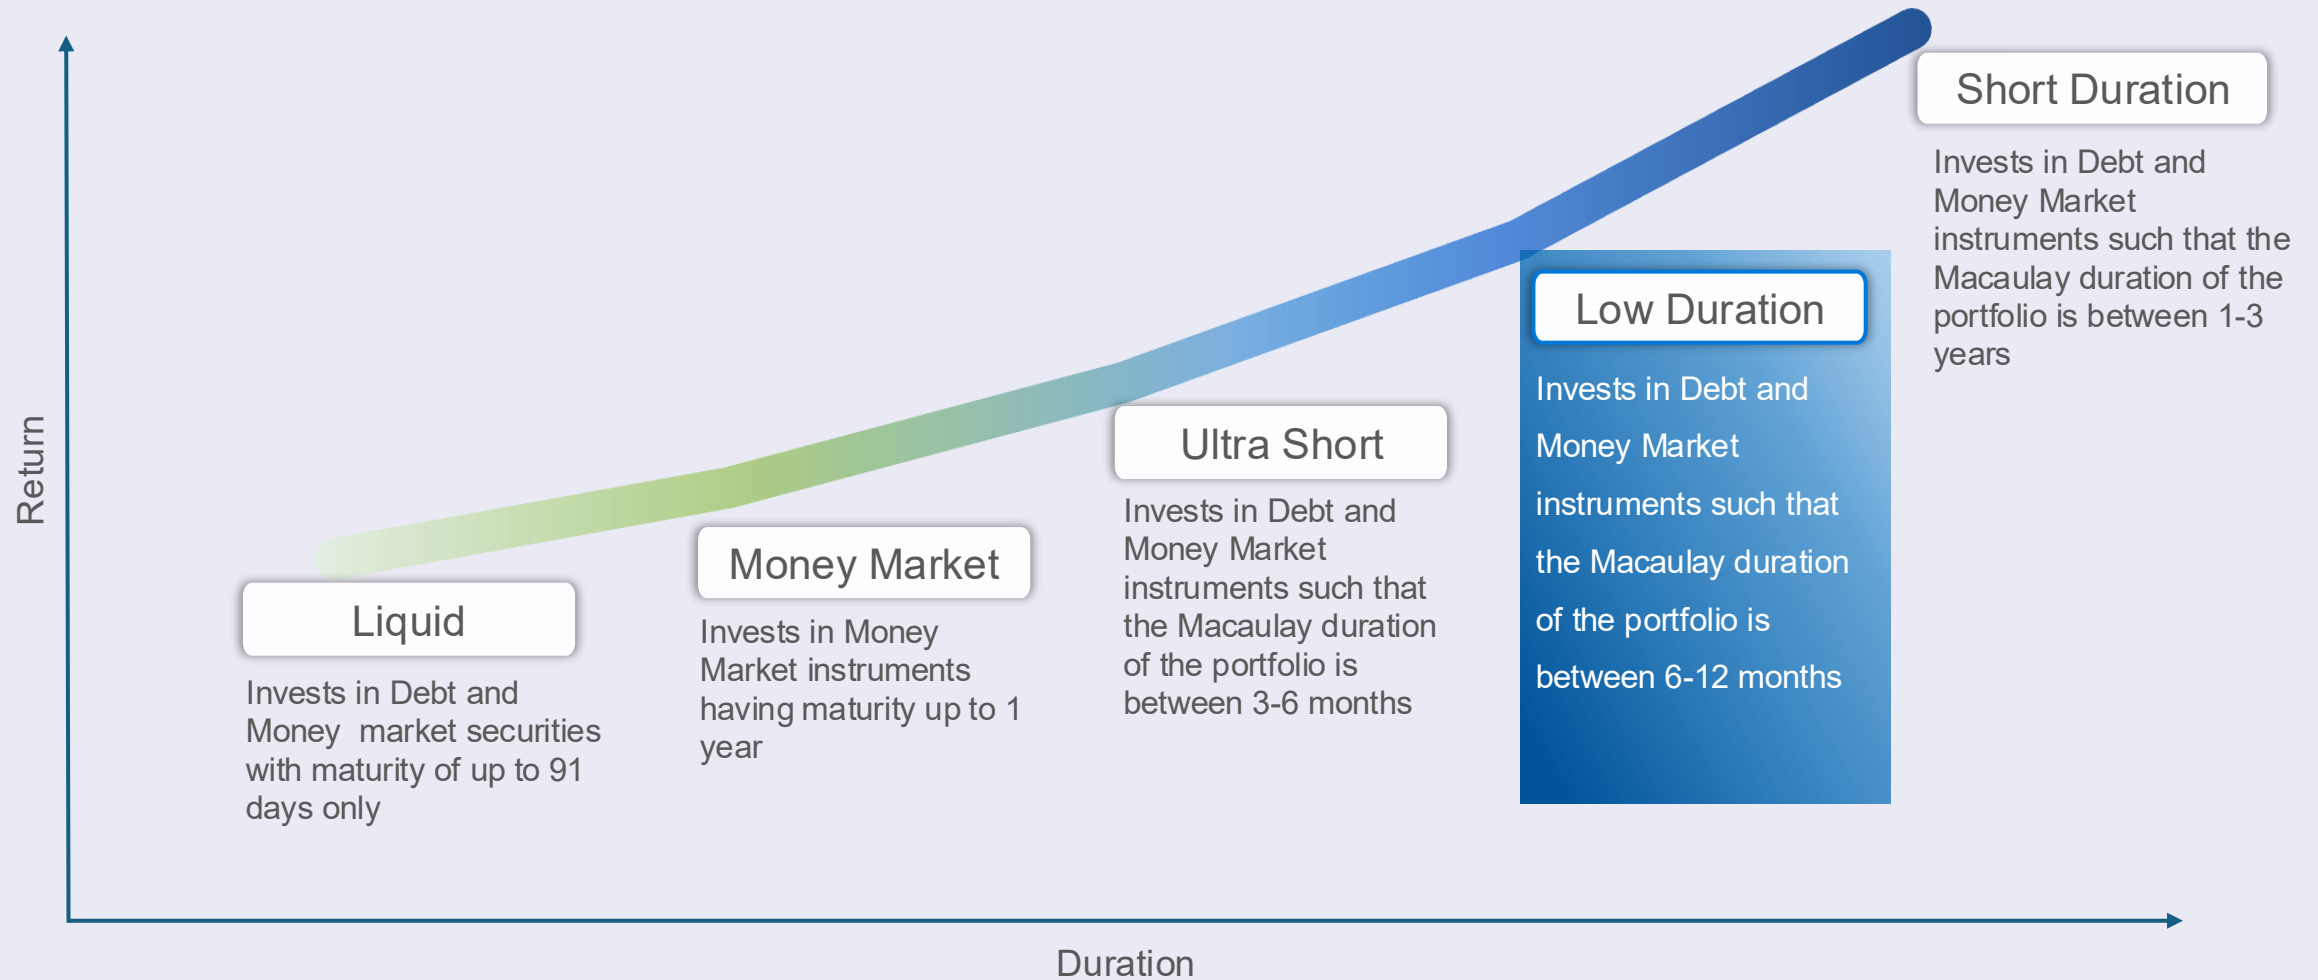 Return
Liquid
Invests in Debt and
Money  market securities
with maturity of up to 91
days only
Money Market
Invests in Money
Market instruments
having maturity up to 1
year
Ultra Short
Invests in Debt and
Money Market
instruments such that
the Macaulay duration
of the portfolio is
between 3-6 months
Low Duration
Invests in Debt and
Money Market
instruments such that
the Macaulay duration
of the portfolio is
between 6-12 months
Short Duration
Invests in Debt and
Money Market
instruments such that the
Macaulay duration of the
portfolio is between 1-3
years
Duration